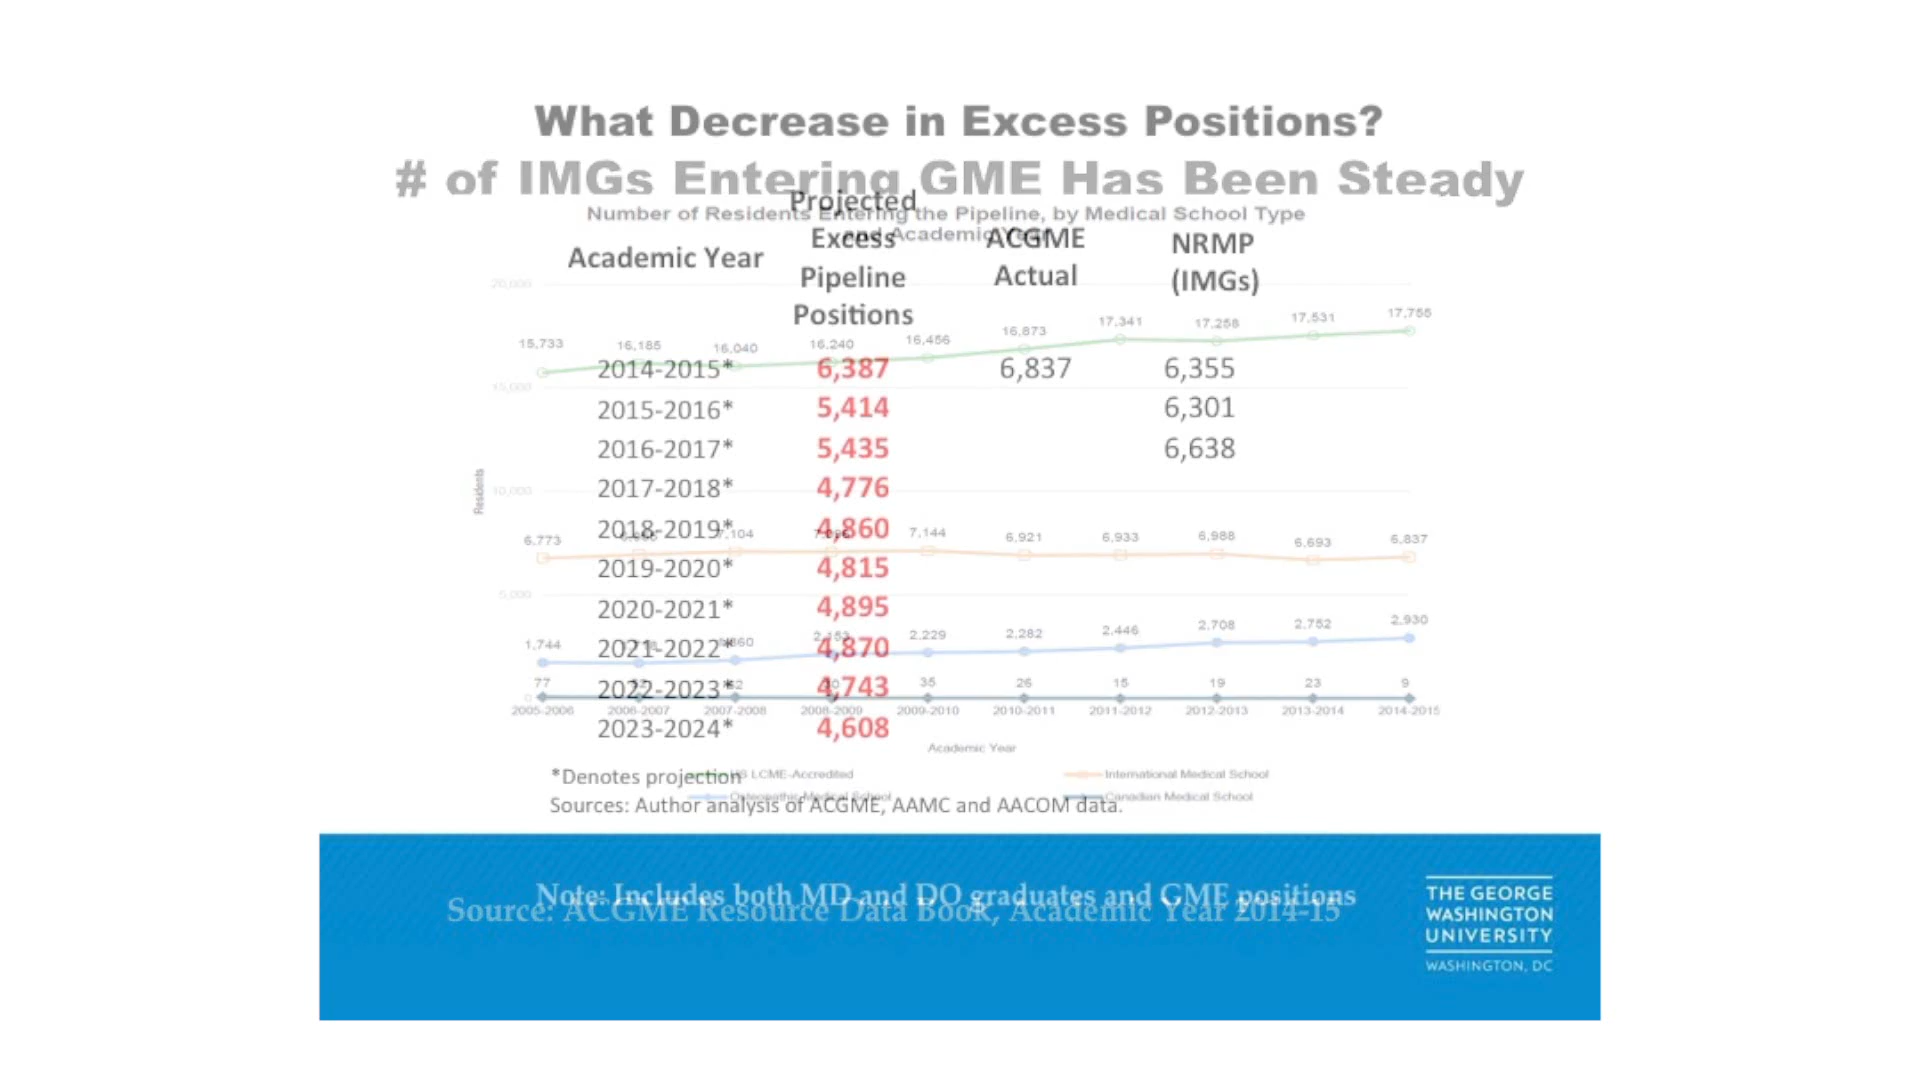 What Decrease in Excess Positions?
# of IMGs Entering GME Has Been Steady
Number of Residents Entering the Pipeline, by Medical School Type
and Academic Year
Academic Year
Projected
Excess
Pipeline
Positions
ACGME
Actual
NRMP
(IMGs)
2014-2015* 6,387 6,837 6,355
2015-2016* 5,414 6,301
2016-2017* 5,435 6,638
2017-2018* 4,776
2018-2019* 4,860
2019-2020* 4,815
2020-2021* 4,895
2021-2022* 4,870
2022-2023* 4,743
2023-2024* 4,608
*Denotes projection
Sources: Author analysis of ACGME, AAMC and AACOM data.
Residents
20,000
15,000
10,000
5,000
0
15,733 16,185 16,040 16,240 16,456 16,873 17,341 17,258 17,531 17,755
6,773 7,104 7,144 6,921 6,933 6,988 6,693 6,837
1,744 2,229 2,282 2,446 2,708 2,752 2,930
77 35 26 15 19 23 9
2005-2006 2006-2007 2007-2008 2008-2009 2009-2010 2010-2011 2011-2012 2012-2013 2013-2014 2014-2015
Academic Year
US LCME-Accredited
International Medical School
Osteopathic Medical School
Canadian Medical School
Note: Includes both MD and DO graduates and GME positions
Source: ACGME Resource Data Book, Academic Year 2014-15
THE GEORGE
WASHINGTON
UNIVERSITY
WASHINGTON, DC